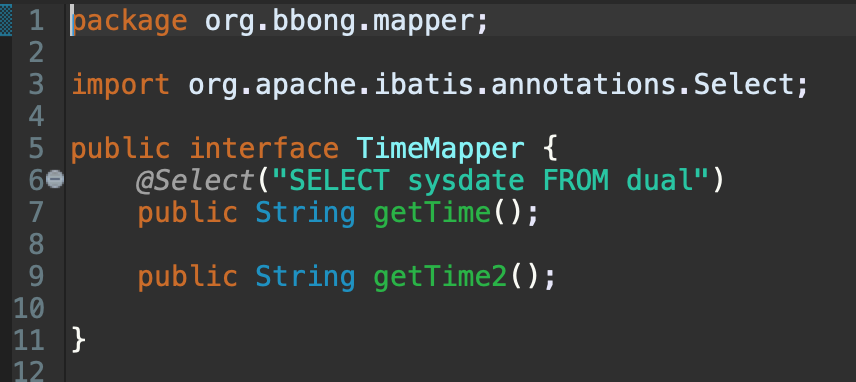 1 package org.bbong.mapper;
2
3 import org.apache.ibatis.annotations.Select;
4
5 public interface TimeMapper {
6 @Select("SELECT sysdate FROM dual")
7 public String getTime();
8
9 public String getTime2();
10
11 }
12